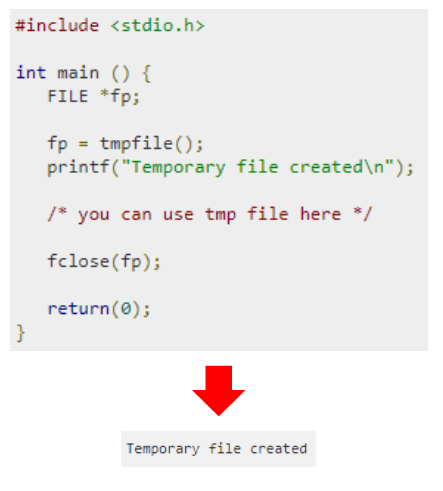 #include <stdio.h>
int main () {
FILE *fp;
fp = tmpfile();
printf("Temporary file created\n");
/* you can use tmp file here */
fclose(fp);
return(0);
}
Temporary file created